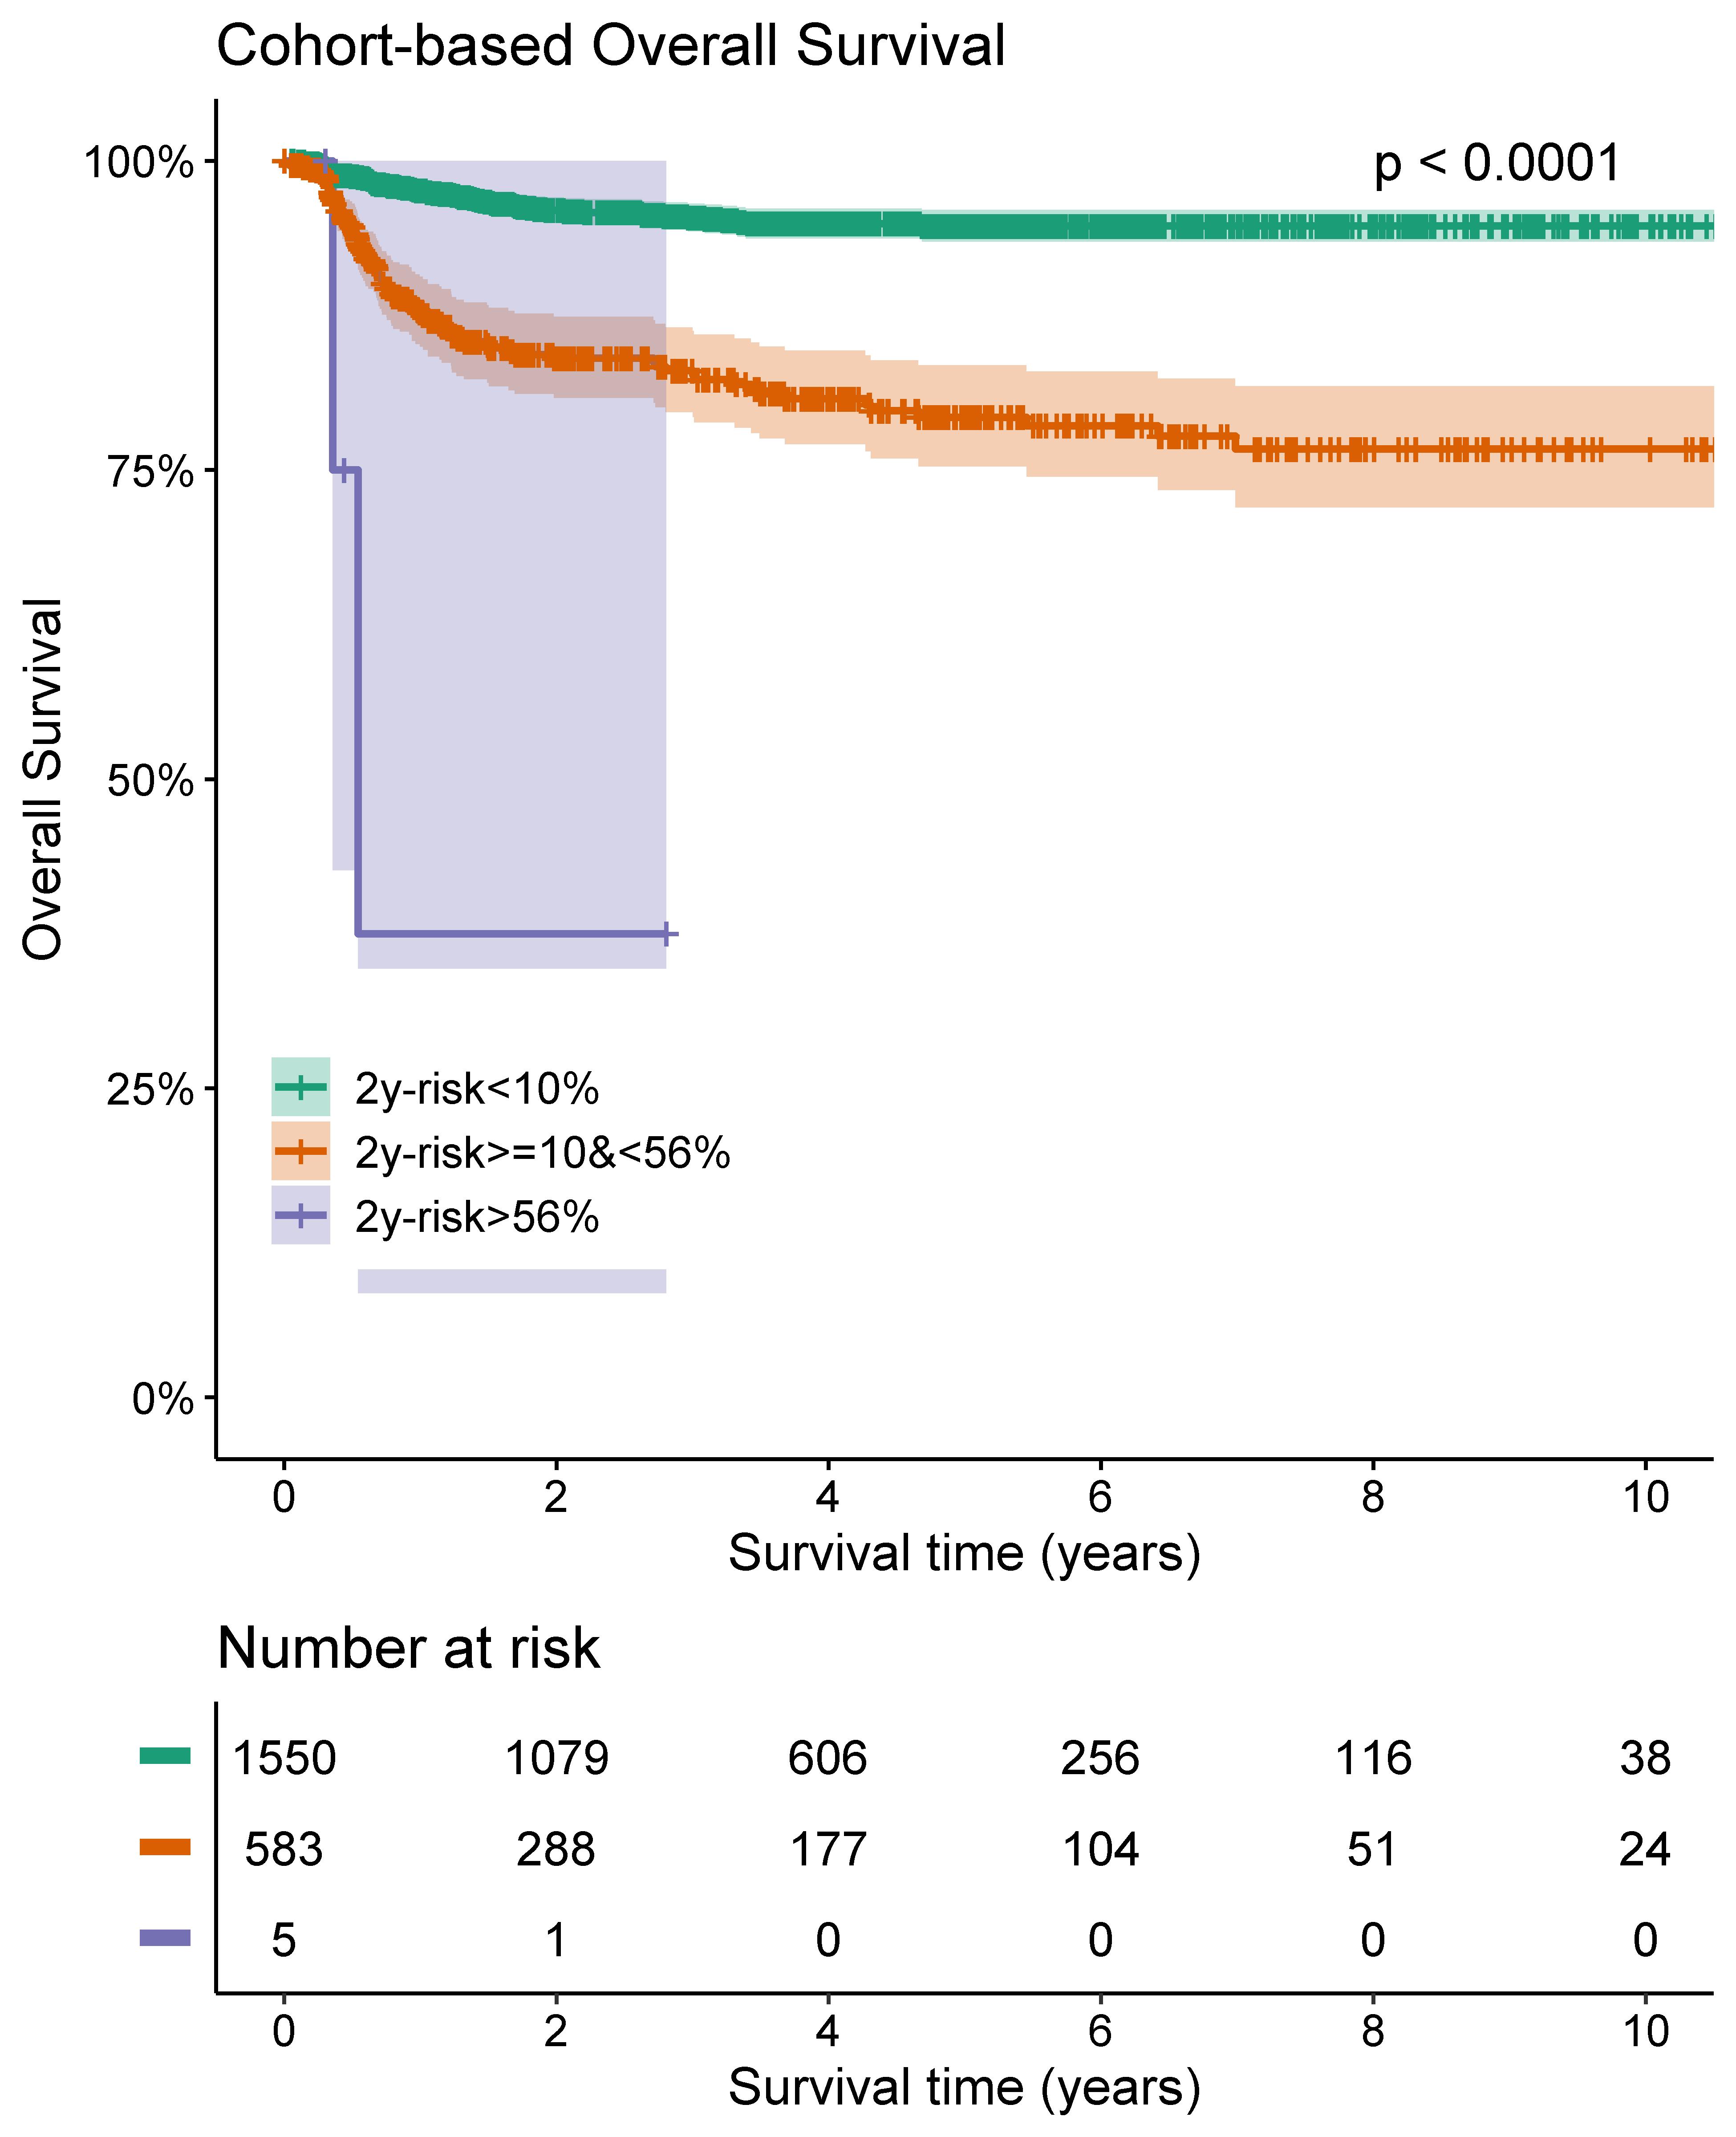 Cohort-based Overall Survival
p < 0.0001
100%
75%
50%
25%
0%
Overall Survival
2y-risk<10%
2y-risk>=10&<56%
2y-risk>56%
0 2 4 6 8 10
Survival time (years)
Number at risk
1550 1079 606 256 116 38
583 288 177 104 51 24
5 1 0 0 0 0
0 2 4 6 8 10
Survival time (years)